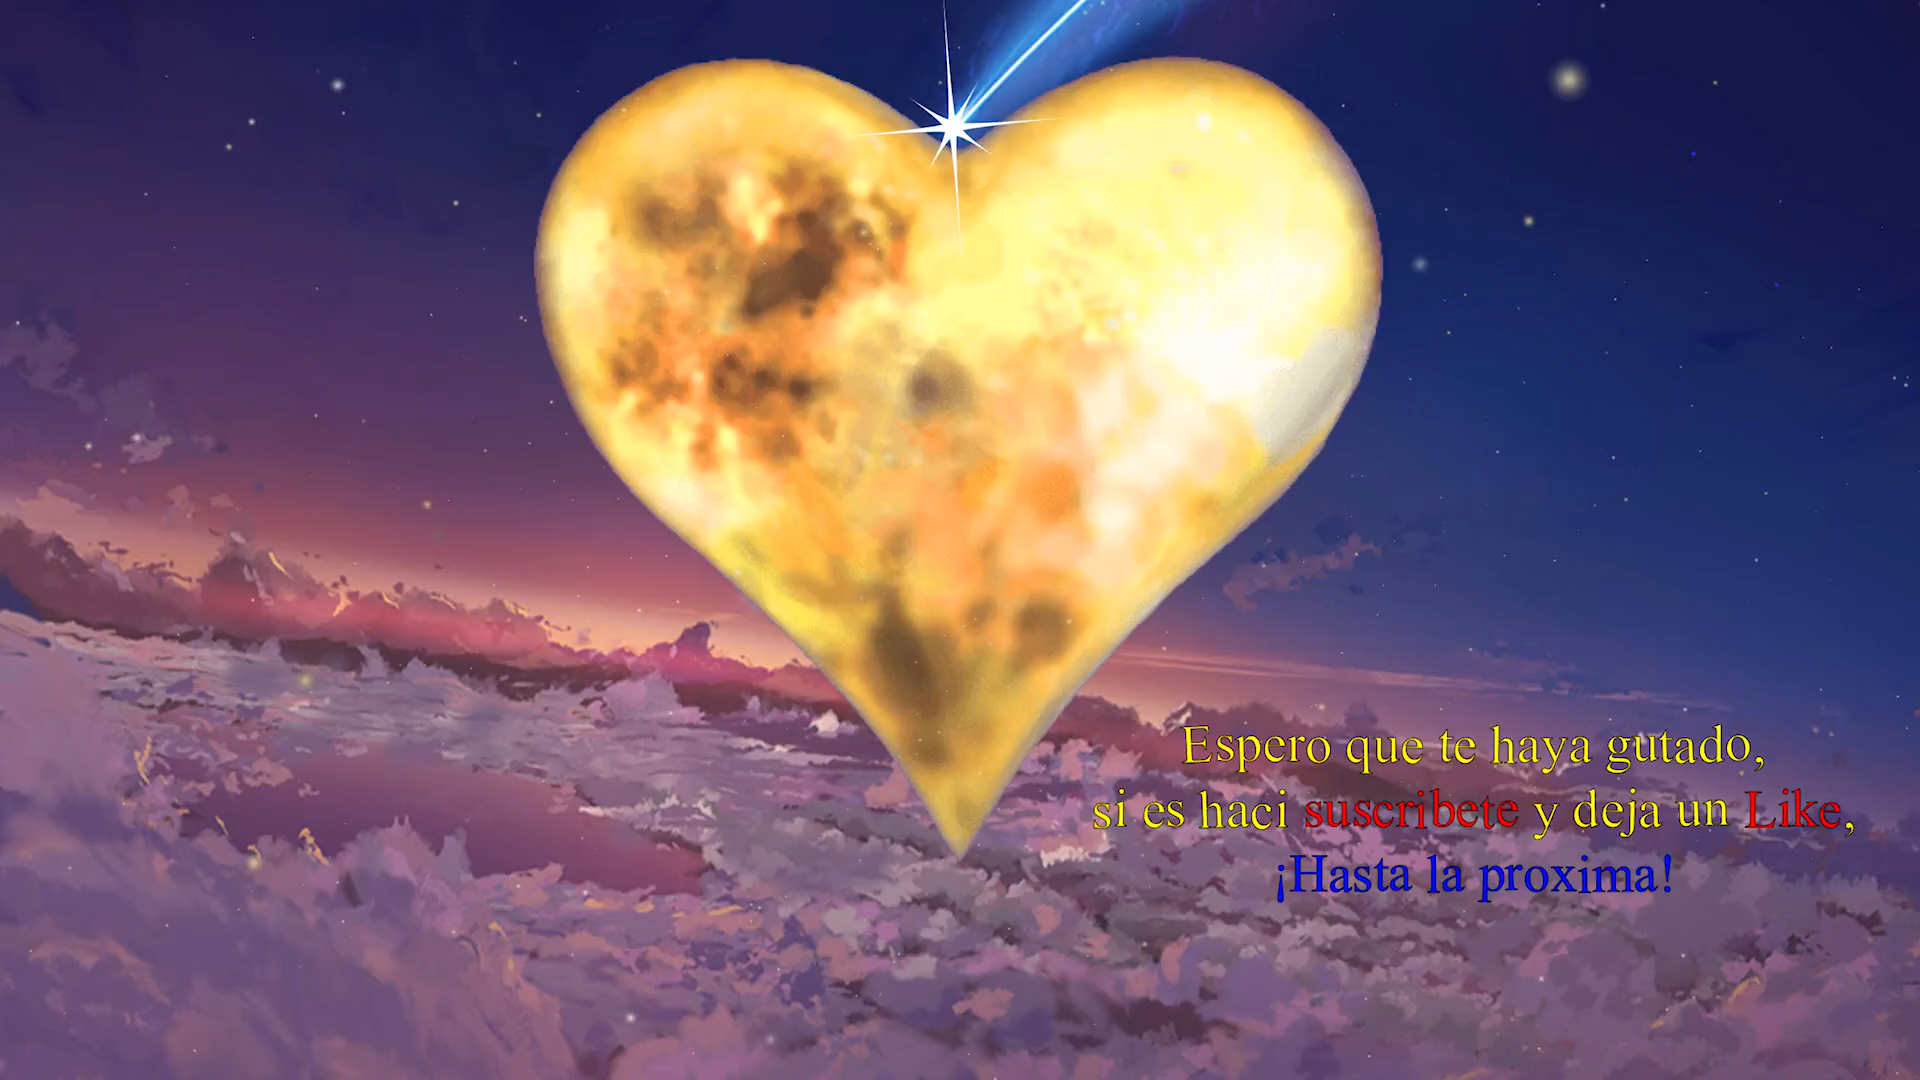 Espero que te haya gutado,
si es haci suscribete y deja un Like,
¡Hasta la proxima!